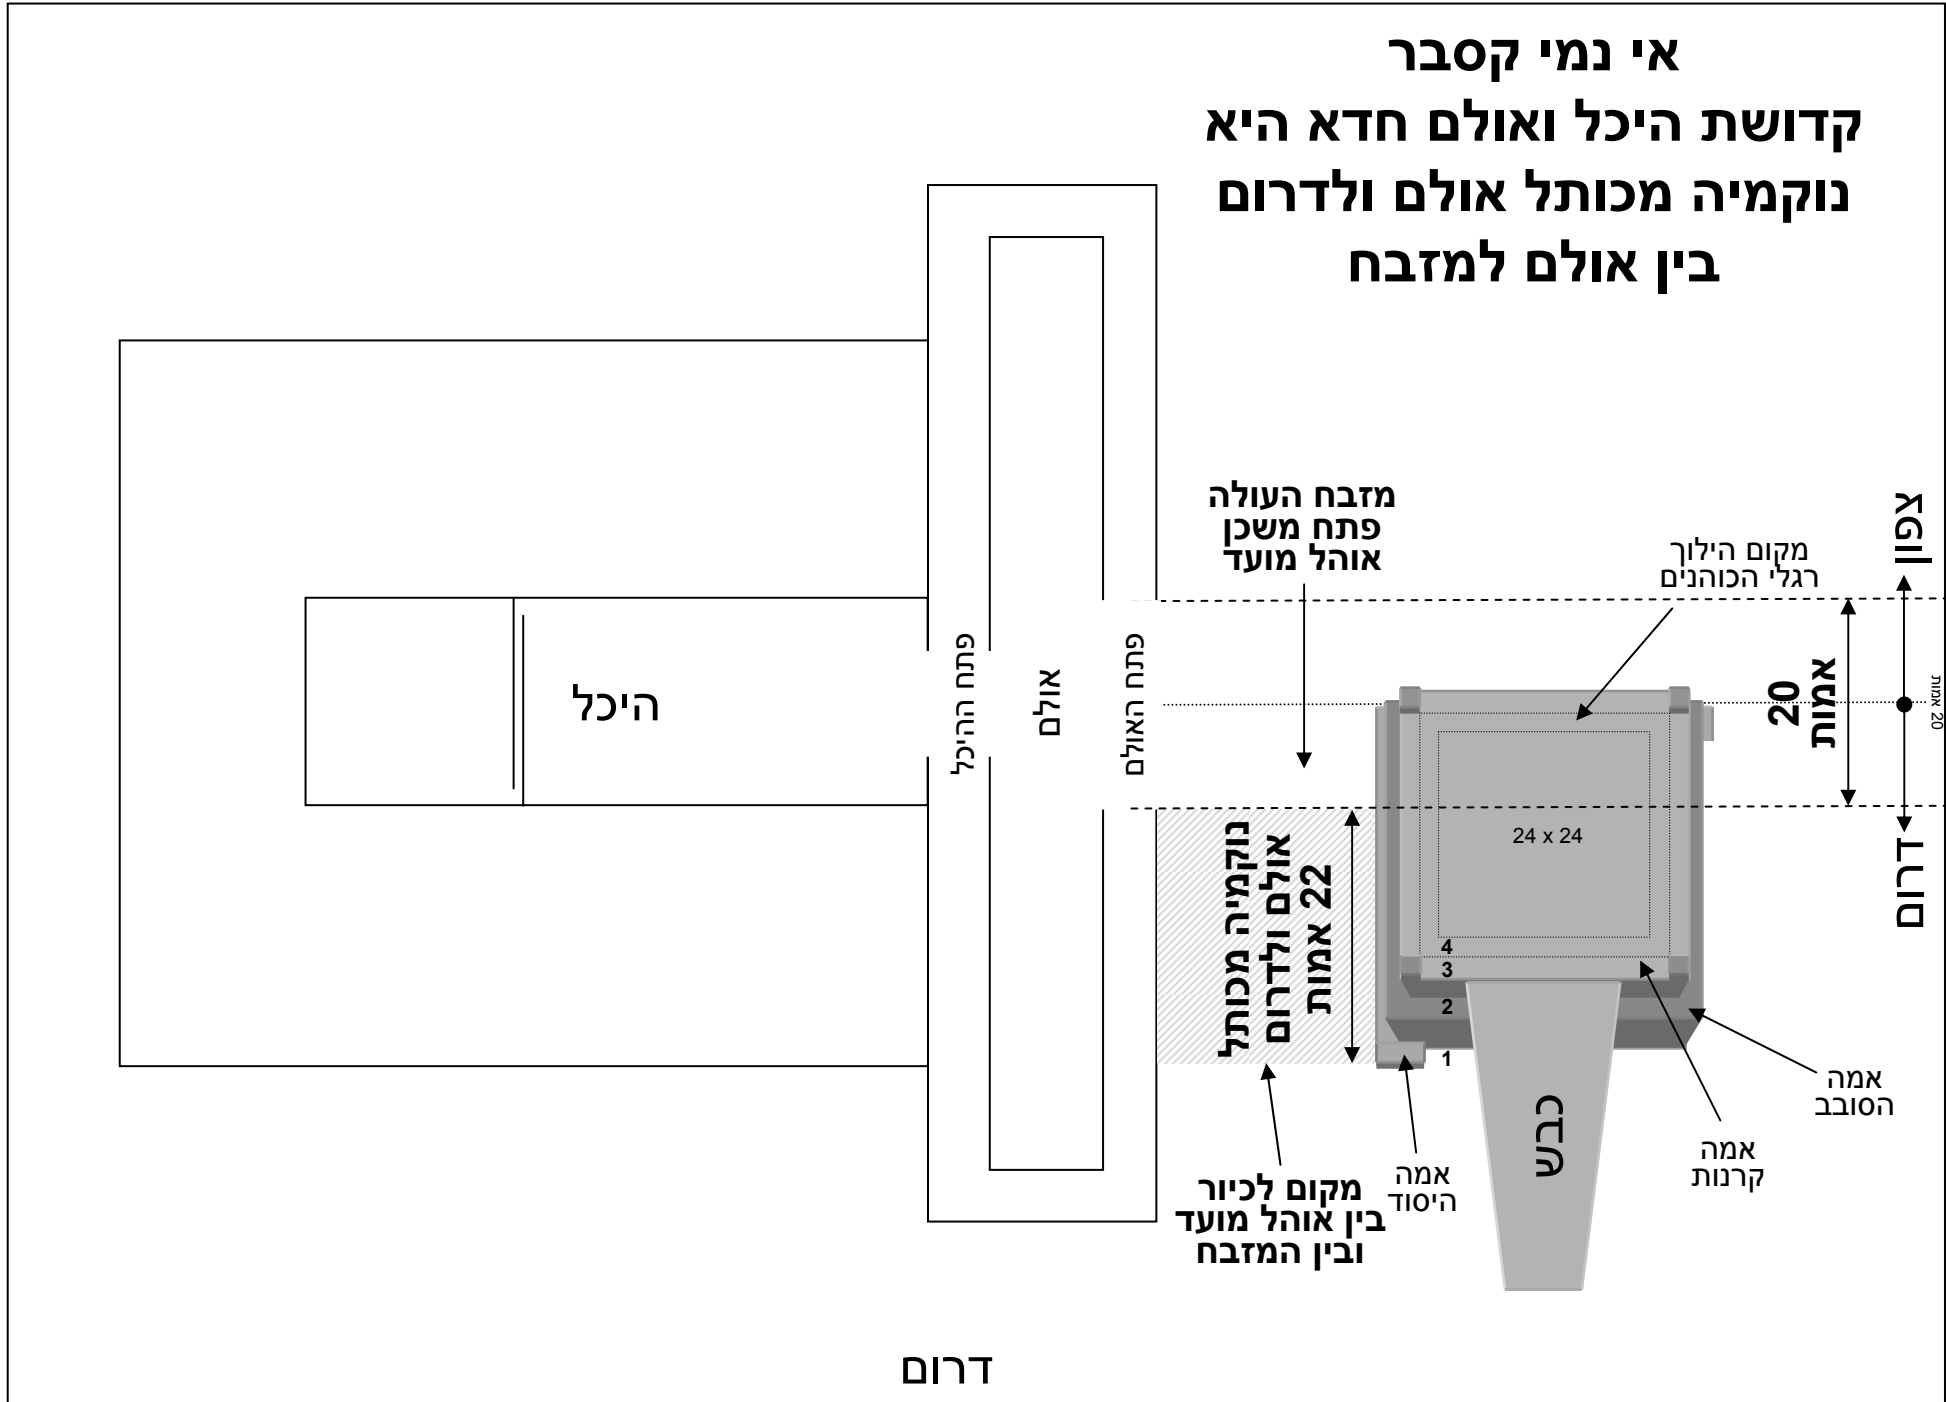 אי נמי קסבר
קדושת היכל ואולם חדא היא
נוקמיה מכותל אולם ולדרום
בין אולם למזבח
מזבח העולה
פתח משכן
אוהל מועד
מקום הילוך
רגלי הכוהנים
צפון
20
אמות
20 אמות
דרום
היכל
פתח ההיכל
אולם
פתח האולם
24 x 24
נוקמיה מכותל
אולם ולדרום
22 אמות
4
3
2
1
כבש
אמה
הסובב
אמה
קרנות
אמה
היסוד
מקום לכיור
בין אוהל מועד
ובין המזבח
דרום